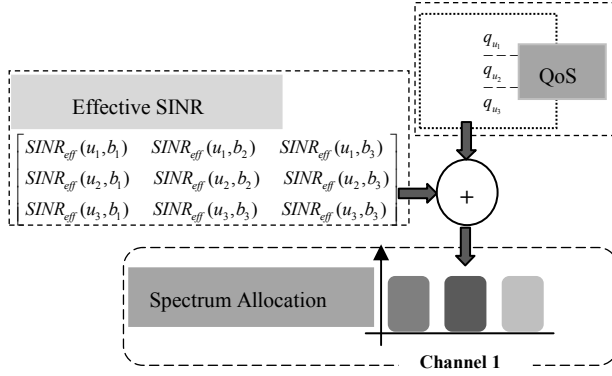 q_{u_1}
q_{u_2}
q_{u_3}
QoS
Effective SINR
SINR_{eff}(u_1,b_1) SINR_{eff}(u_1,b_2) SINR_{eff}(u_1,b_3)
SINR_{eff}(u_2,b_1) SINR_{eff}(u_2,b_2) SINR_{eff}(u_2,b_3)
SINR_{eff}(u_3,b_1) SINR_{eff}(u_3,b_3) SINR_{eff}(u_3,b_3)
+
Spectrum Allocation
Channel 1